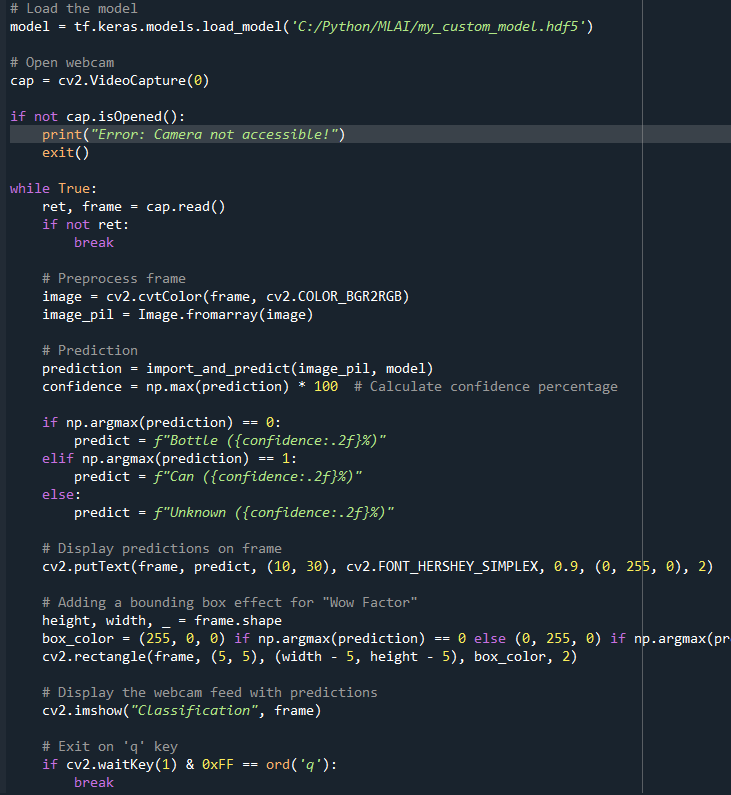 # Load the model
model = tf.keras.models.load_model('C:/Python/MLAI/my_custom_model.hdf5')
# Open webcam
cap = cv2.VideoCapture(0)
if not cap.isOpened():
    print("Error: Camera not accessible!")
    exit()
while True:
    ret, frame = cap.read()
    if not ret:
        break
    # Preprocess frame
    image = cv2.cvtColor(frame, cv2.COLOR_BGR2RGB)
    image_pil = Image.fromarray(image)
    # Prediction
    prediction = import_and_predict(image_pil, model)
    confidence = np.max(prediction) * 100  # Calculate confidence percentage
    if np.argmax(prediction) == 0:
        predict = f"Bottle ({confidence:.2f}%)"
    elif np.argmax(prediction) == 1:
        predict = f"Can ({confidence:.2f}%)"
    else:
        predict = f"Unknown ({confidence:.2f}%)"
    # Display predictions on frame
    cv2.putText(frame, predict, (10, 30), cv2.FONT_HERSHEY_SIMPLEX, 0.9, (0, 255, 0), 2)
    # Adding a bounding box effect for "Wow Factor"
    height, width, _ = frame.shape
    box_color = (255, 0, 0) if np.argmax(prediction) == 0 else (0, 255, 0) if np.argmax(pr
    cv2.rectangle(frame, (5, 5), (width - 5, height - 5), box_color, 2)
    # Display the webcam feed with predictions
    cv2.imshow("Classification", frame)
    # Exit on 'q' key
    if cv2.waitKey(1) & 0xFF == ord('q'):
        break